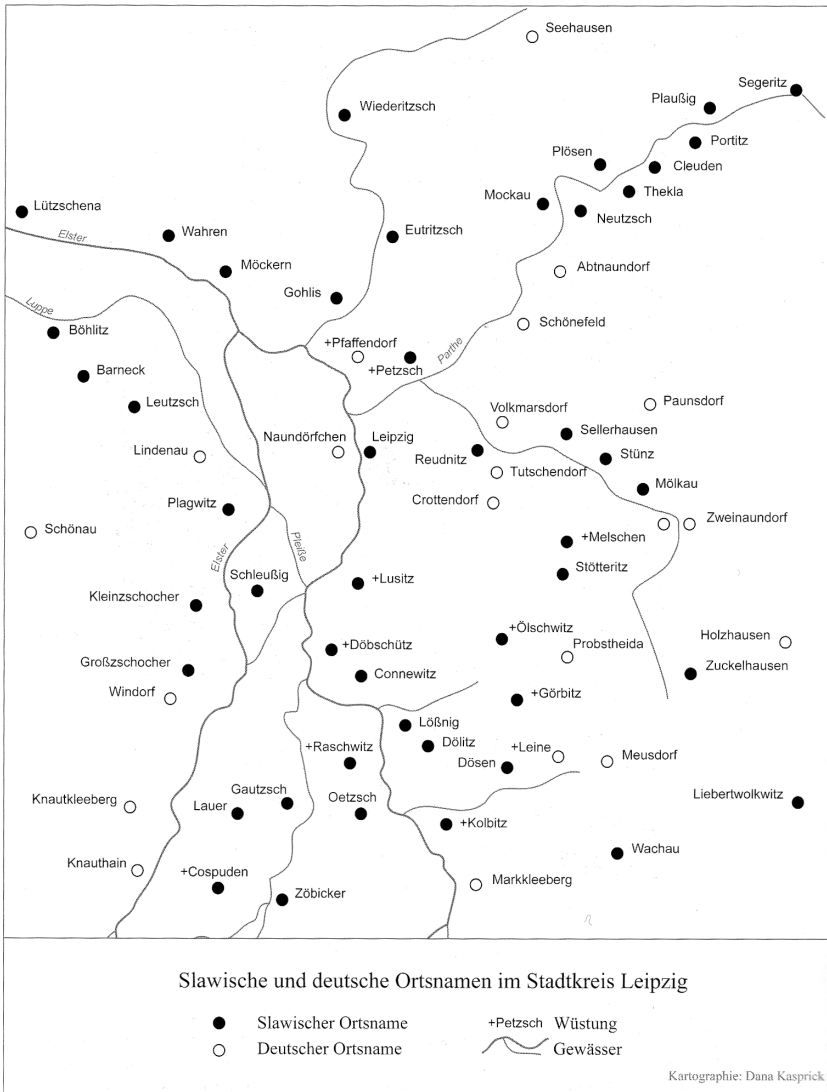 Seehausen
Segeritz
Plaußig
Wiederitzsch
Portitz
Plösen
Cleuden
Thekla
Mockau
Neutzsch
Lützschena
Wahren
Elster
Eutritzsch
Möckern
Abtnaundorf
Gohlis
Luppe
Schönefeld
Böhlitz
+Pfaffendorf
Parthe
+Petzsch
Barneck
Leutzsch
Volkmarsdorf
Paunsdorf
Sellerhausen
Naundörfchen
Leipzig
Lindenau
Reudnitz
Stünz
Tutschendorf
Mölkau
Crottendorf
Plagwitz
Zweinaundorf
Schönau
+Melschen
Pleiße
Elster
Stötteritz
Schleußig
+Lusitz
Kleinzschocher
+Ölschwitz
Holzhausen
Probstheida
+Döbschütz
Großzschocher
Zuckelhausen
Connewitz
Windorf
+Görbitz
Lößnig
+Raschwitz
Dölitz
+Leine
Meusdorf
Dösen
Gautzsch
Oetzsch
Liebertwolkwitz
Knautkleeberg
Lauer
+Kolbitz
Wachau
Knauthain
+Cospuden
Markkleeberg
Zöbicker
Slawische und deutsche Ortsnamen im Stadtkreis Leipzig
Slawischer Ortsname
+Petzsch Wüstung
Deutscher Ortsname
Gewässer
Kartographie: Dana Kasprick